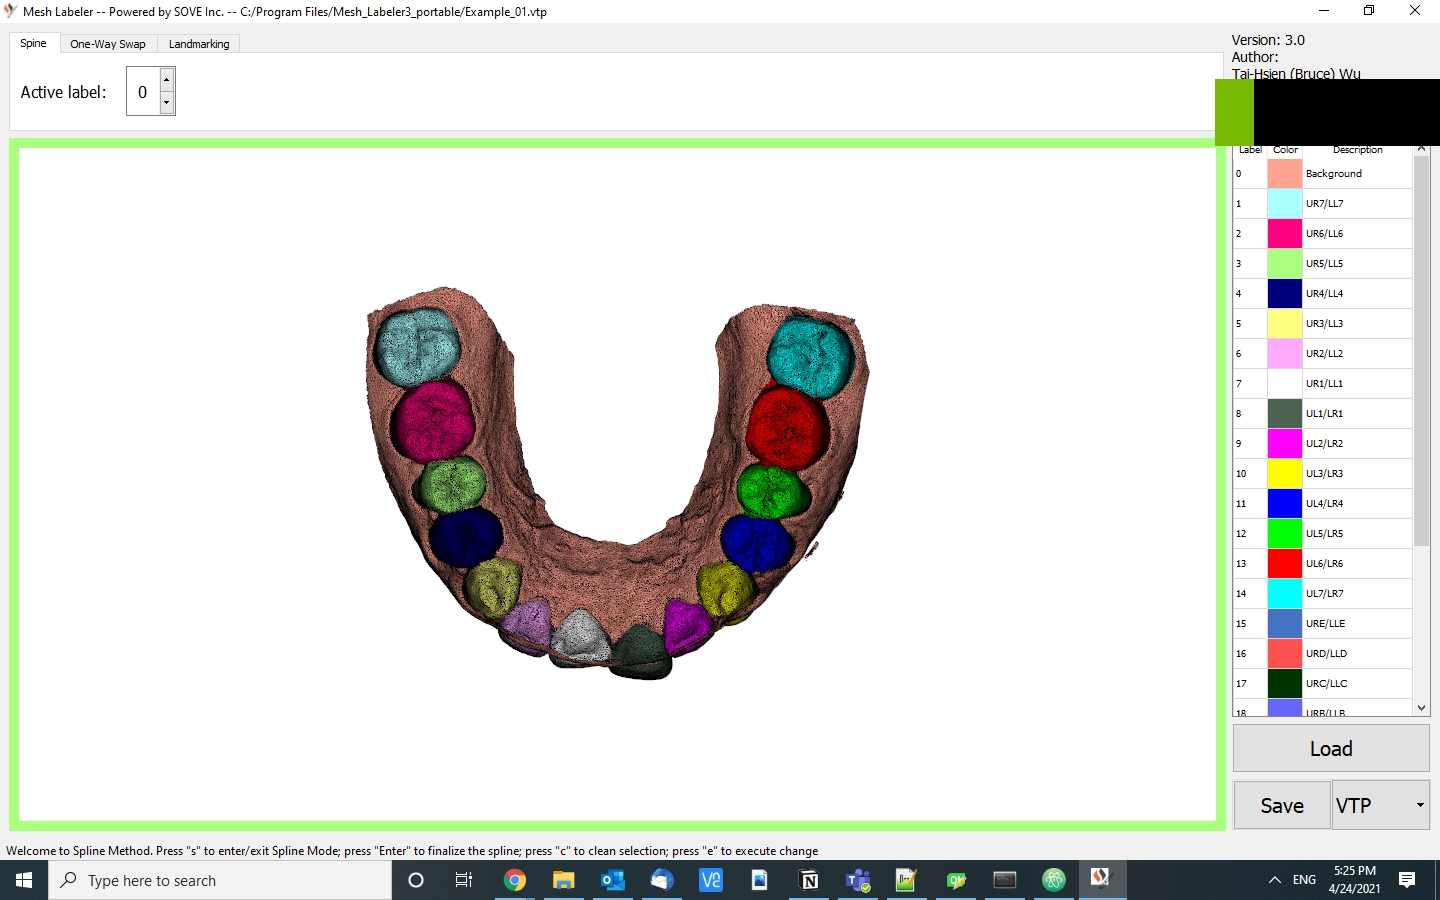 Mesh Labeler -- Powered by SOVE Inc. -- C:/Program Files/Mesh_Labeler3_portable/Example_01.vtp
Spine
One-Way Swap
Landmarking
Active label:
0
Version: 3.0
Author:
Tai-Hsien (Bruce) Wu
Label Color Description
0 Background
1 UR7/LL7
2 UR6/LL6
3 UR5/LL5
4 UR4/LL4
5 UR3/LL3
6 UR2/LL2
7 UR1/LL1
8 UL1/LR1
9 UL2/LR2
10 UL3/LR3
11 UL4/LR4
12 UL5/LR5
13 UL6/LR6
14 UL7/LR7
15 URE/LLE
16 URD/LLD
17 URC/LLC
18 URB/LLB
Load
Save
VTP
Welcome to Spline Method. Press "s" to enter/exit Spline Mode; press "Enter" to finalize the spline; press "c" to clean selection; press "e" to execute change
Type here to search
ENG
5:25 PM
4/24/2021